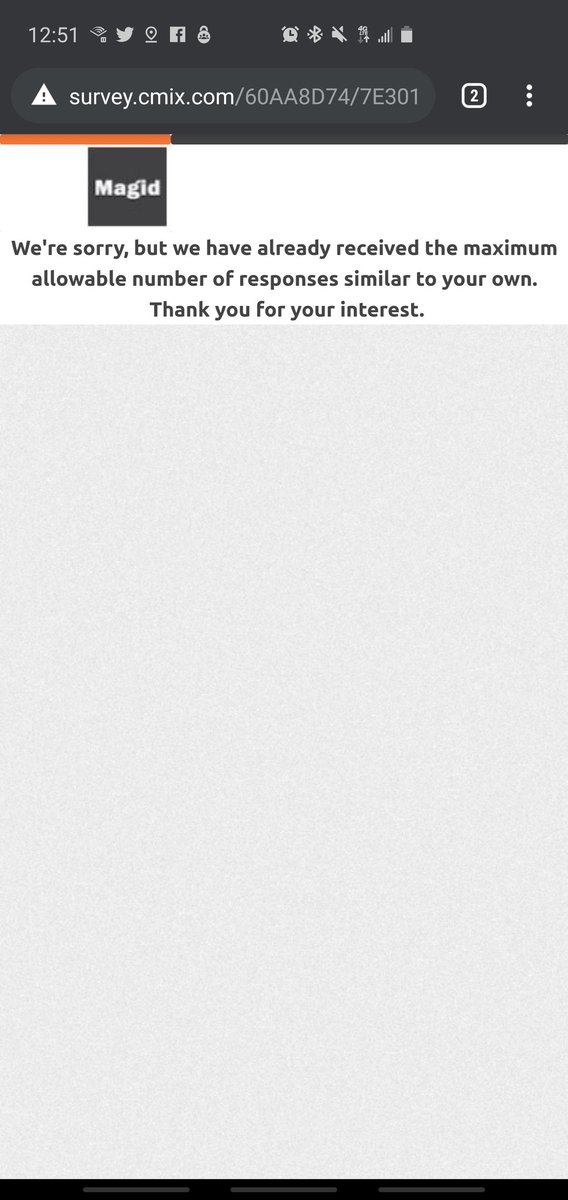 12:51
survey.cmix.com/60AA8D74/7E301
2
Magid
We're sorry, but we have already received the maximum
allowable number of responses similar to your own.
Thank you for your interest.